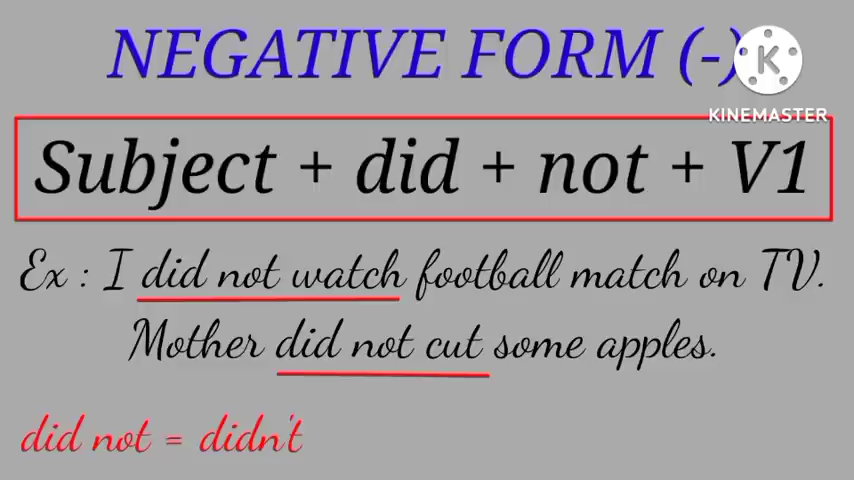 NEGATIVE FORM (-)
KINEMASTER
Subject + did + not + V1
Ex : I did not watch football match on TV.
Mother did not cut some apples.
did not = didn't